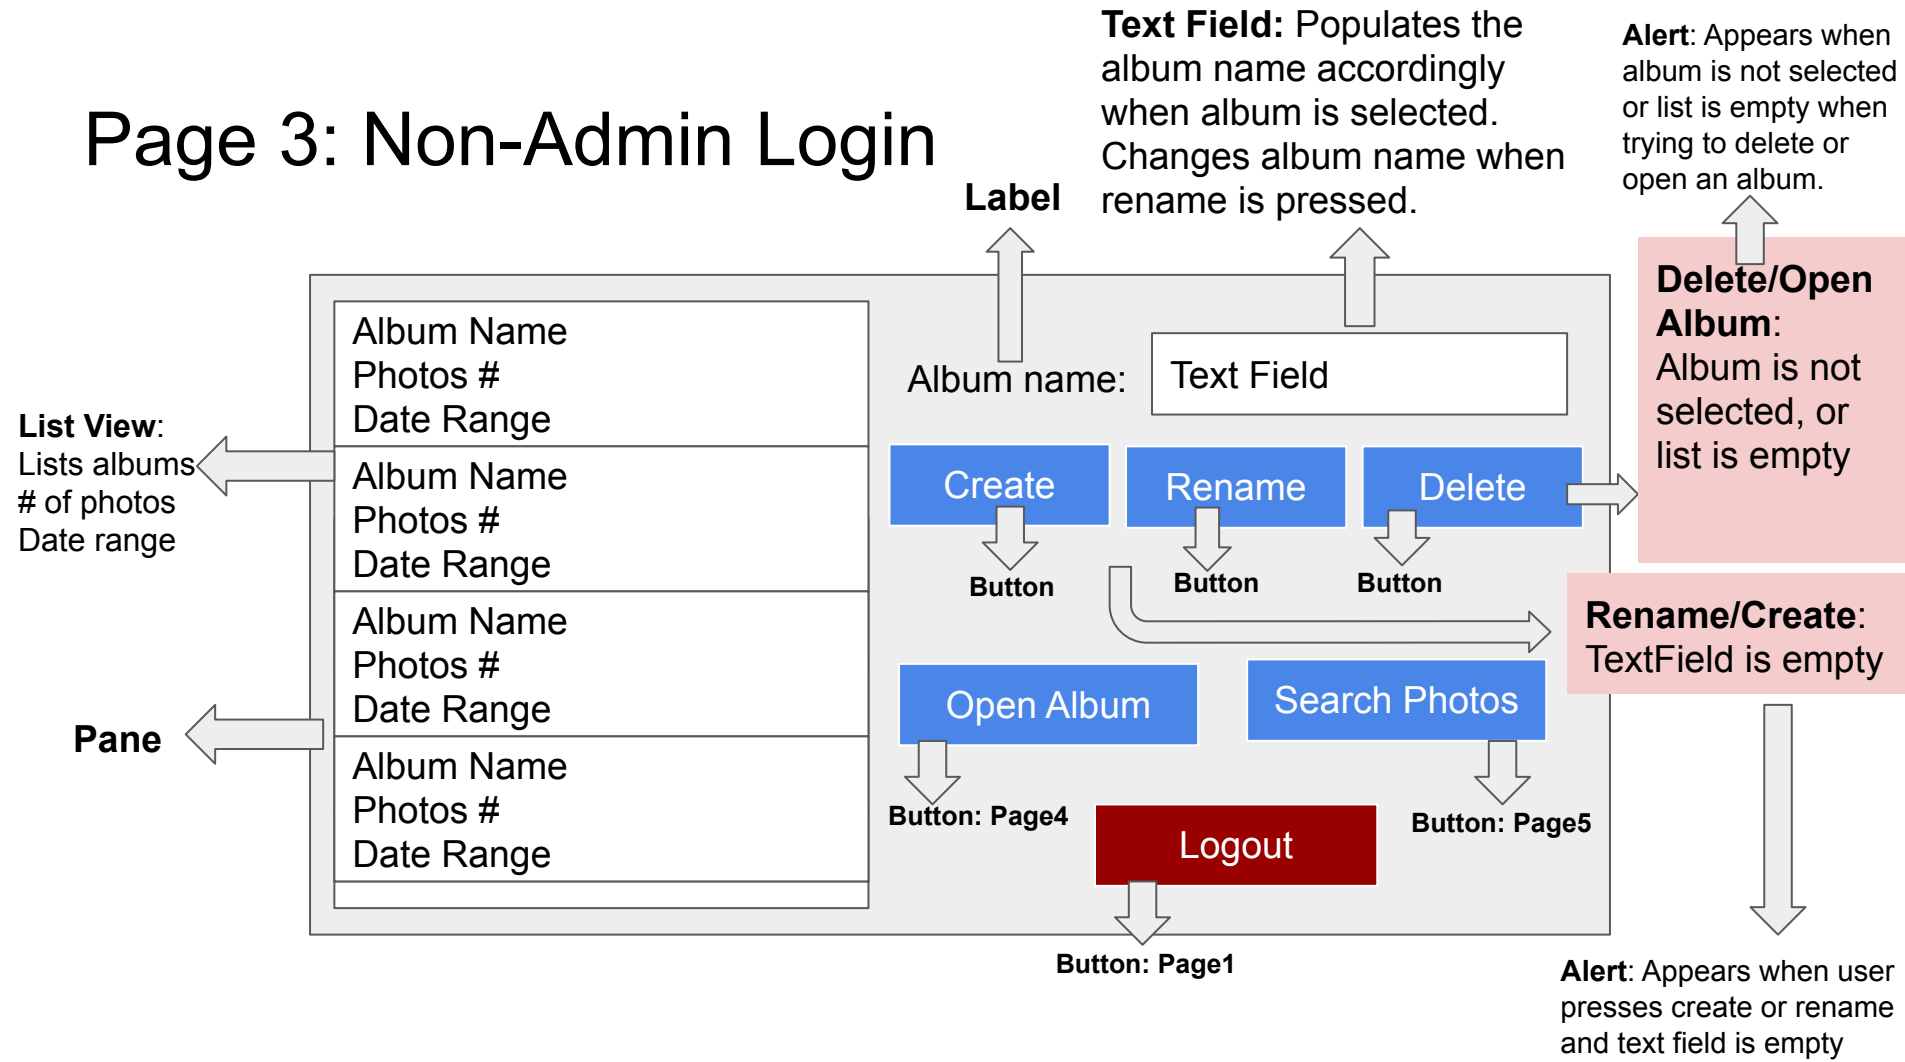 Page 3: Non-Admin Login
Label
Text Field: Populates the
album name accordingly
when album is selected.
Changes album name when
rename is pressed.
Alert: Appears when
album is not selected
or list is empty when
trying to delete or
open an album.
List View:
Lists albums
# of photos
Date range
Pane
Album Name
Photos #
Date Range
Album Name
Photos #
Date Range
Album Name
Photos #
Date Range
Album Name
Photos #
Date Range
Album name:
Text Field
Create
Rename
Delete
Button
Button
Button
Open Album
Search Photos
Button: Page4
Button: Page5
Logout
Button: Page1
Delete/Open
Album:
Album is not
selected, or
list is empty
Rename/Create:
TextField is empty
Alert: Appears when user
presses create or rename
and text field is empty